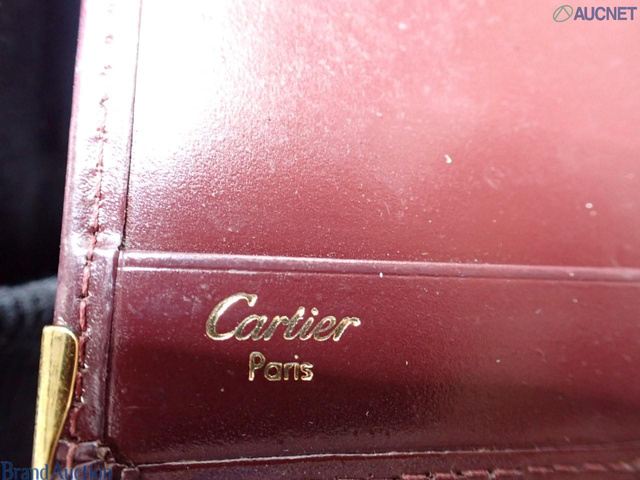 AUCNET
Cartier
Paris
Brand Auction